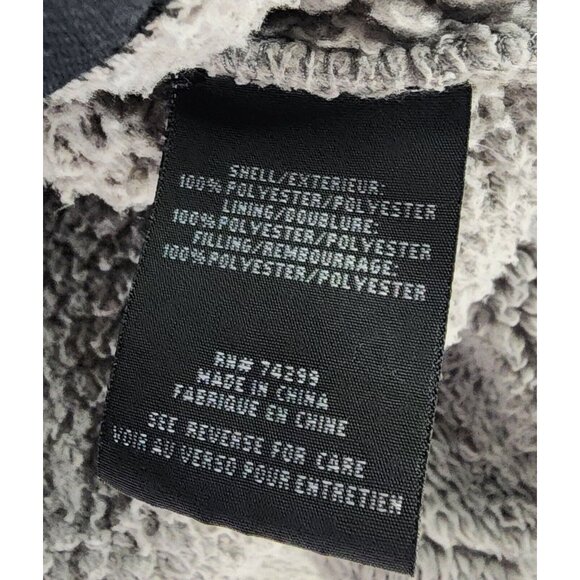 SHELL/EXTERIEUR:
100% POLYESTER/POLYESTER
LINING/DOUBLURE:
100% POLYESTER/POLYESTER
FILLING/REMBOURRAGE:
100% POLYESTER/POLYESTER
RN# 74299
MADE IN CHINA
FABRIQUE EN CHINE
SEE REVERSE FOR CARE
VOIR AU VERSO POUR ENTRETIEN